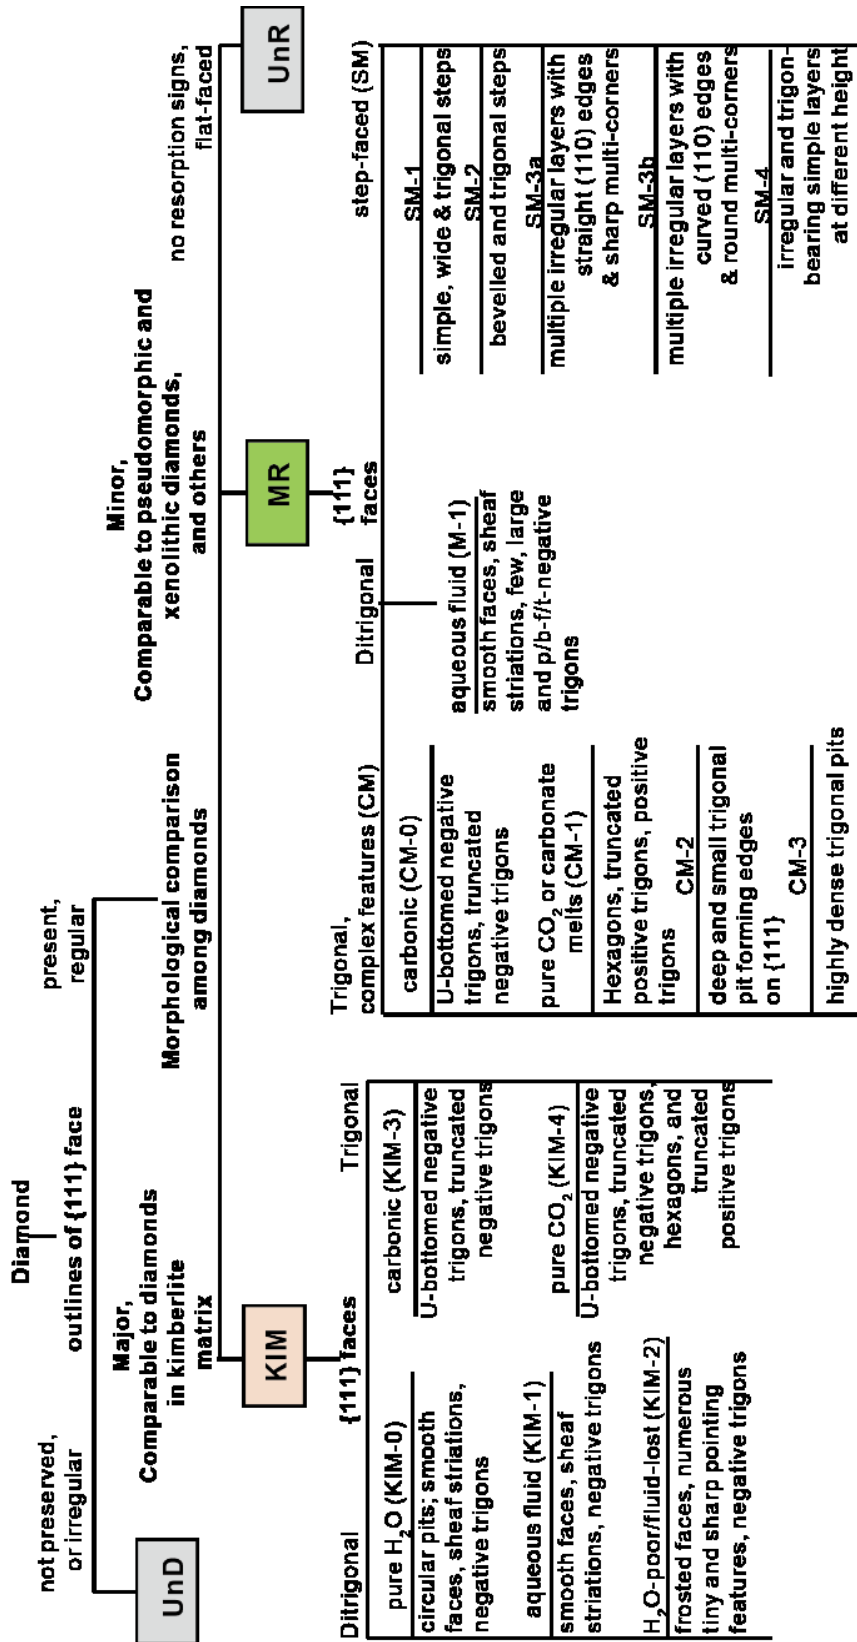 Diamond
outlines of {111} face
not preserved,
or irregular
present,
regular
UnD
Morphological comparison
among diamonds
Major,
Comparable to diamonds
in kimberlite
matrix
Minor,
Comparable to pseudomorphic and
xenolithic diamonds,
and others
no resorption signs,
flat-faced
KIM
MR
UnR
{111} faces
Ditrigonal
pure H₂O (KIM-0)
circular pits; smooth
faces, sheaf striations,
negative trigons
aqueous fluid (KIM-1)
smooth faces, sheaf
striations, negative trigons
H₂O-poor/fluid-lost (KIM-2)
frosted faces, numerous
tiny and sharp pointing
features, negative trigons
Trigonal
carbonic (KIM-3)
U-bottomed negative
trigons, truncated
negative trigons
pure CO₂ (KIM-4)
U-bottomed negative
trigons, truncated
negative trigons,
hexagons, and
truncated
positive trigons
{111}
faces
Trigonal,
complex features (CM)
carbonic (CM-0)
U-bottomed negative
trigons, truncated
negative trigons
pure CO₂ or carbonate
melts (CM-1)
Hexagons, truncated
positive trigons, positive
trigons
CM-2
deep and small trigonal
pit forming edges
on {111}
CM-3
highly dense trigonal pits
Ditrigonal
aqueous fluid (M-1)
smooth faces, sheaf
striations, few, large
and p/b-f/t-negative
trigons
step-faced (SM)
SM-1
simple, wide & trigonal steps
SM-2
bevelled and trigonal steps
SM-3a
multiple irregular layers with
straight (110) edges
& sharp multi-corners
SM-3b
multiple irregular layers with
curved (110) edges
& round multi-corners
SM-4
irregular and trigon-
bearing simple layers
at different height